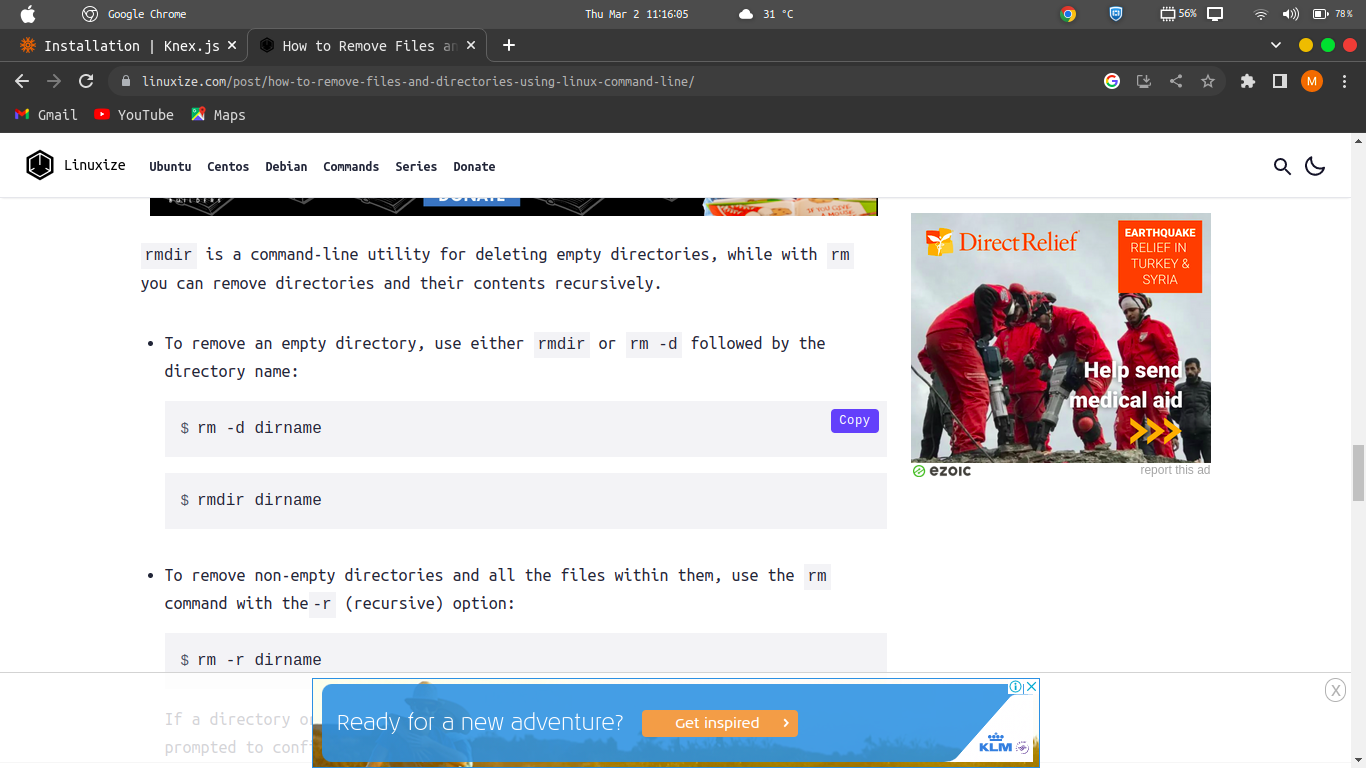 Google Chrome
Thu Mar 2 11:16:05
31 °C
56%
78%
Installation | Knex.js
How to Remove Files an
linuxize.com/post/how-to-remove-files-and-directories-using-linux-command-line/
M
Gmail
YouTube
Maps
Linuxize
Ubuntu
Centos
Debian
Commands
Series
Donate
BUILDERS
DONATE
IF YOU GIVE
A MOUSE
rmdir is a command-line utility for deleting empty directories, while with rm
you can remove directories and their contents recursively.
• To remove an empty directory, use either rmdir or rm -d followed by the
directory name:
$ rm -d dirname
Copy
$ rmdir dirname
• To remove non-empty directories and all the files within them, use the rm
command with the -r (recursive) option:
$ rm -r dirname
If a directory or
prompted to conf
DirectRelief
EARTHQUAKE
RELIEF IN
TURKEY &
SYRIA
Help send
medical aid
ezoic
report this ad
Ready for a new adventure?
Get inspired
KLM
X